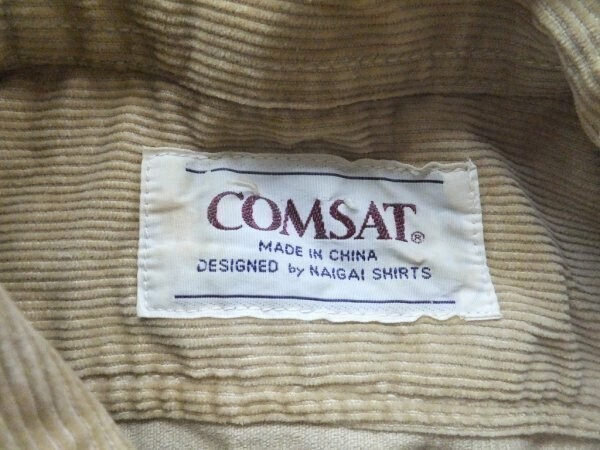 COMSAT®
MADE IN CHINA
DESIGNED by NAIGAI SHIRTS